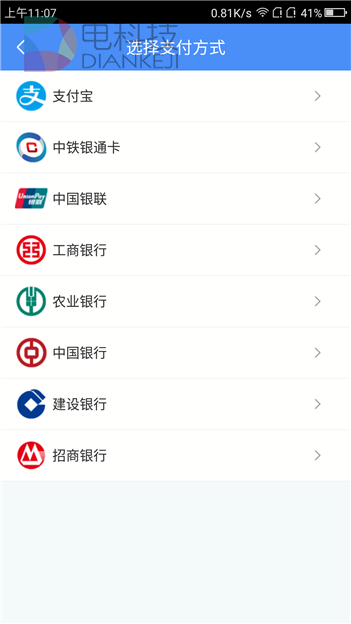 上午11:07
0.81K/s
41%
电科技
DIANKEJI
选择支付方式
支付宝
中铁银通卡
UnionPay
银联
中国银联
工商银行
农业银行
中国银行
建设银行
招商银行